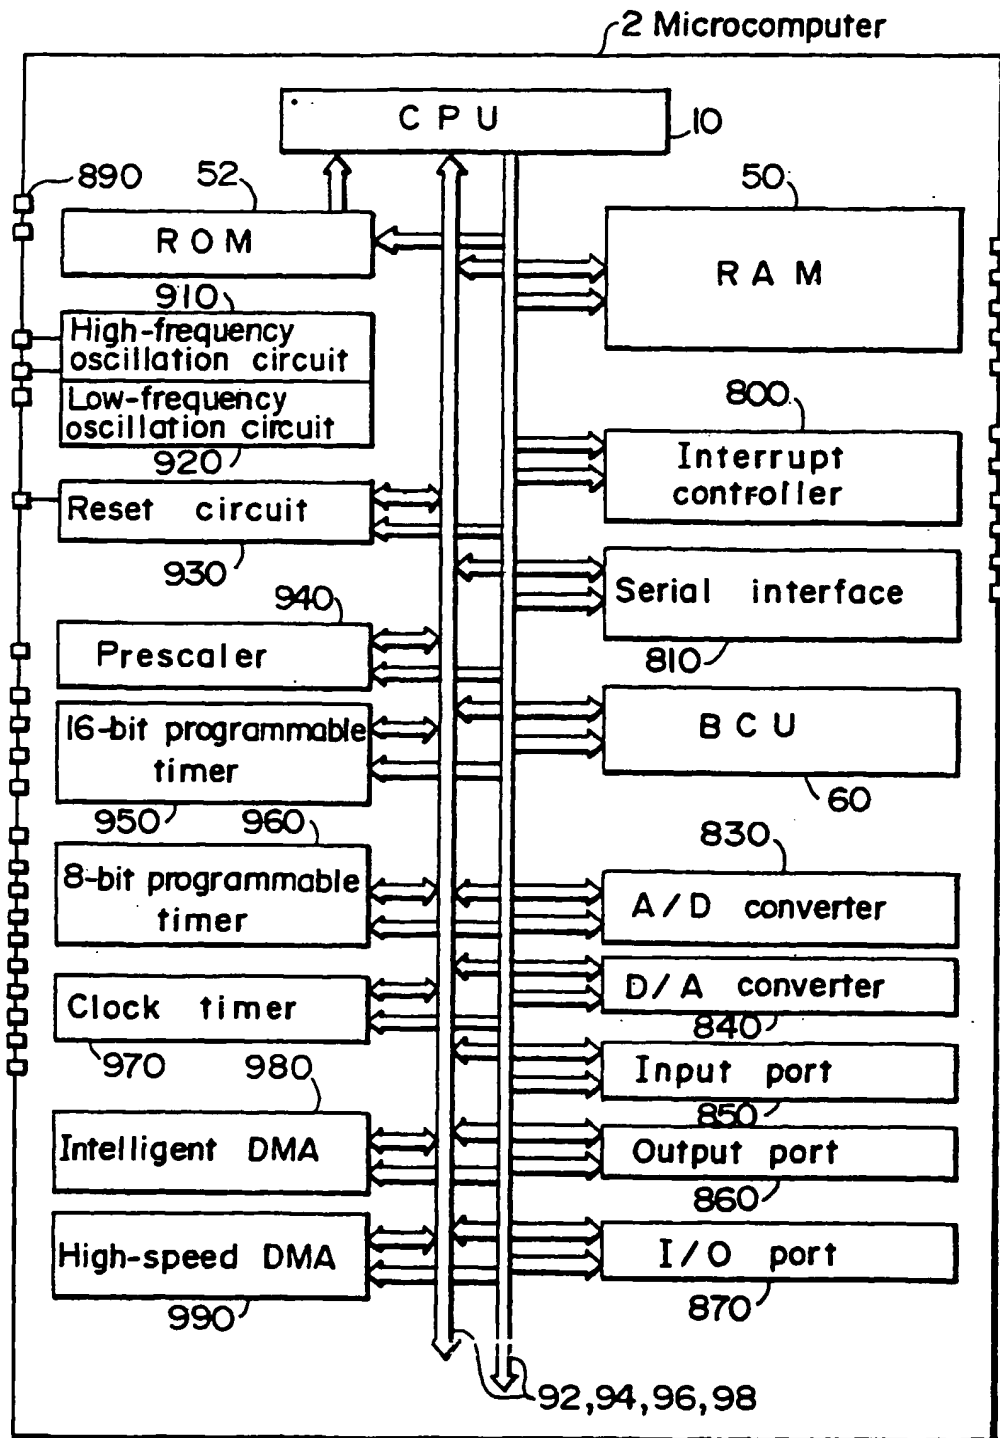 2 Microcomputer
CPU
10
890
52
50
ROM
RAM
910
High-frequency
oscillation circuit
Low-frequency
oscillation circuit
920
800
Interrupt
controller
Reset circuit
930
Serial interface
810
940
Prescaler
16-bit programmable
timer
950
BCU
60
960
8-bit programmable
timer
830
A/D converter
D/A converter
840
Clock timer
970
Input port
850
980
Intelligent DMA
Output port
860
High-speed DMA
990
I/O port
870
92,94,96,98